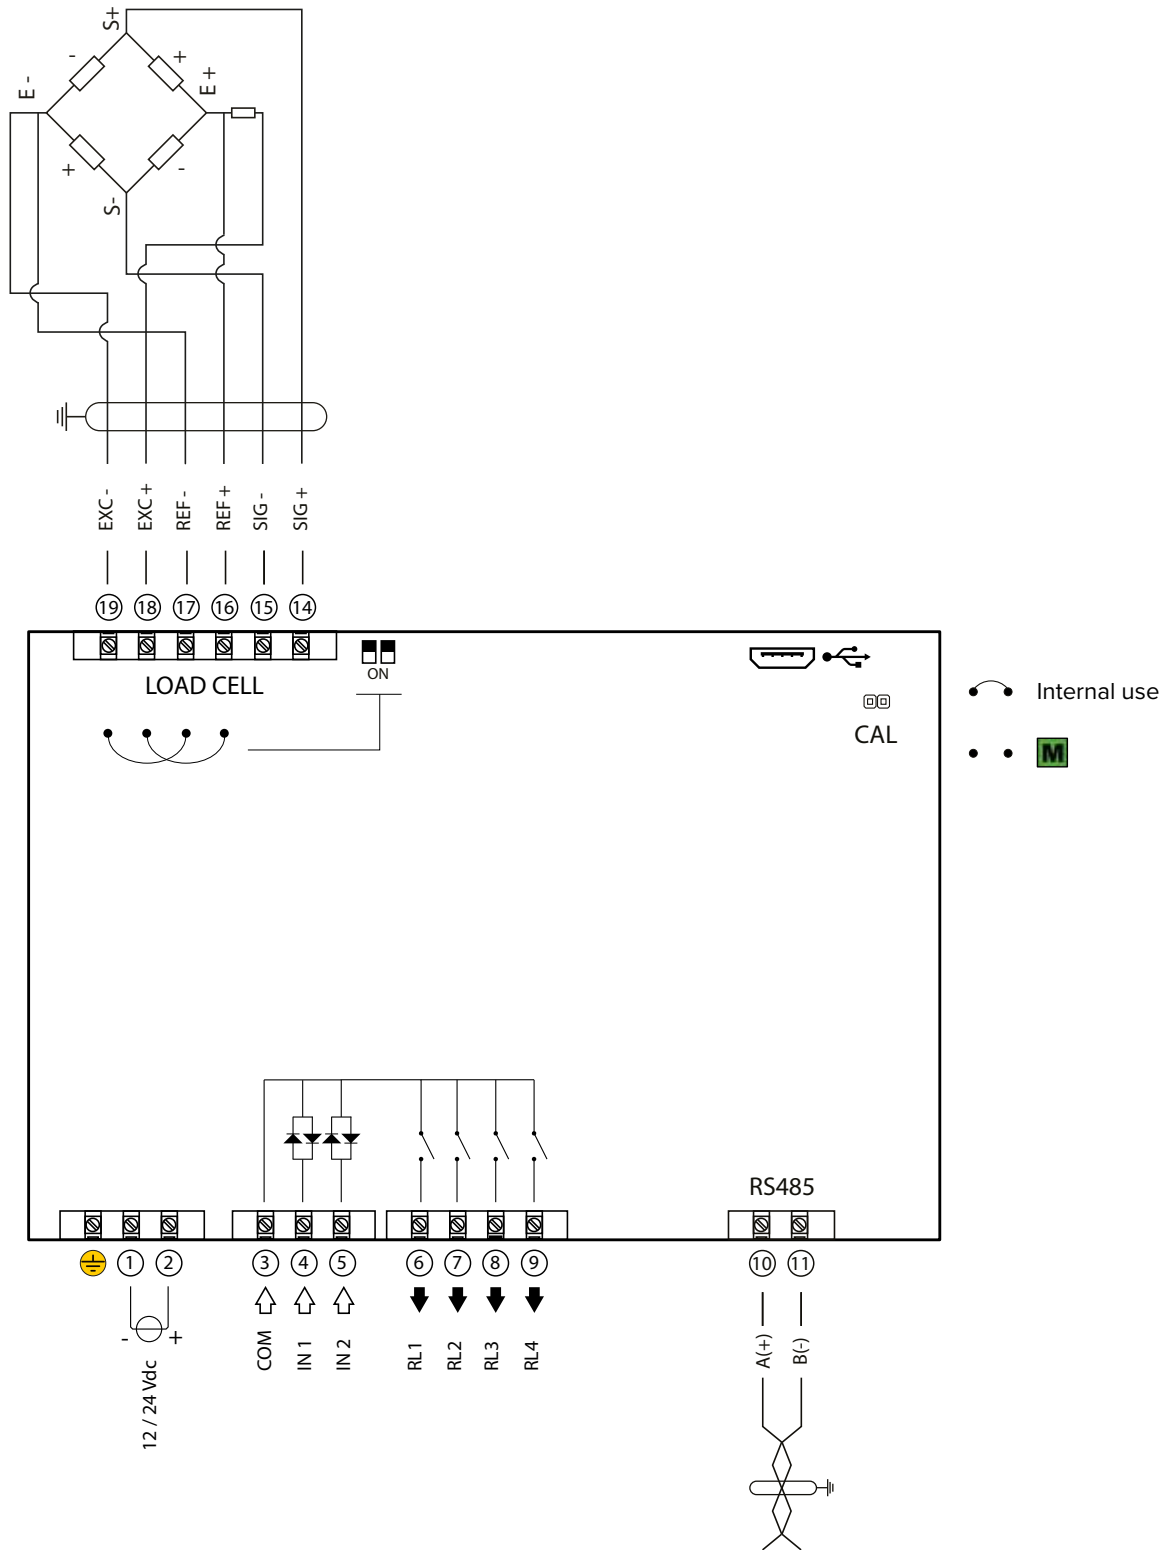 S+
-
+
E -
E +
+
-
S-
EXC -
EXC +
REF -
REF +
SIG -
SIG +
19
18
17
16
15
14
LOAD CELL
ON
CAL
Internal use
M
RS485
1
2
3
4
5
6
7
8
9
10
11
- +
12 / 24 Vdc
COM
IN 1
IN 2
RL1
RL2
RL3
RL4
A(+)
B(-)